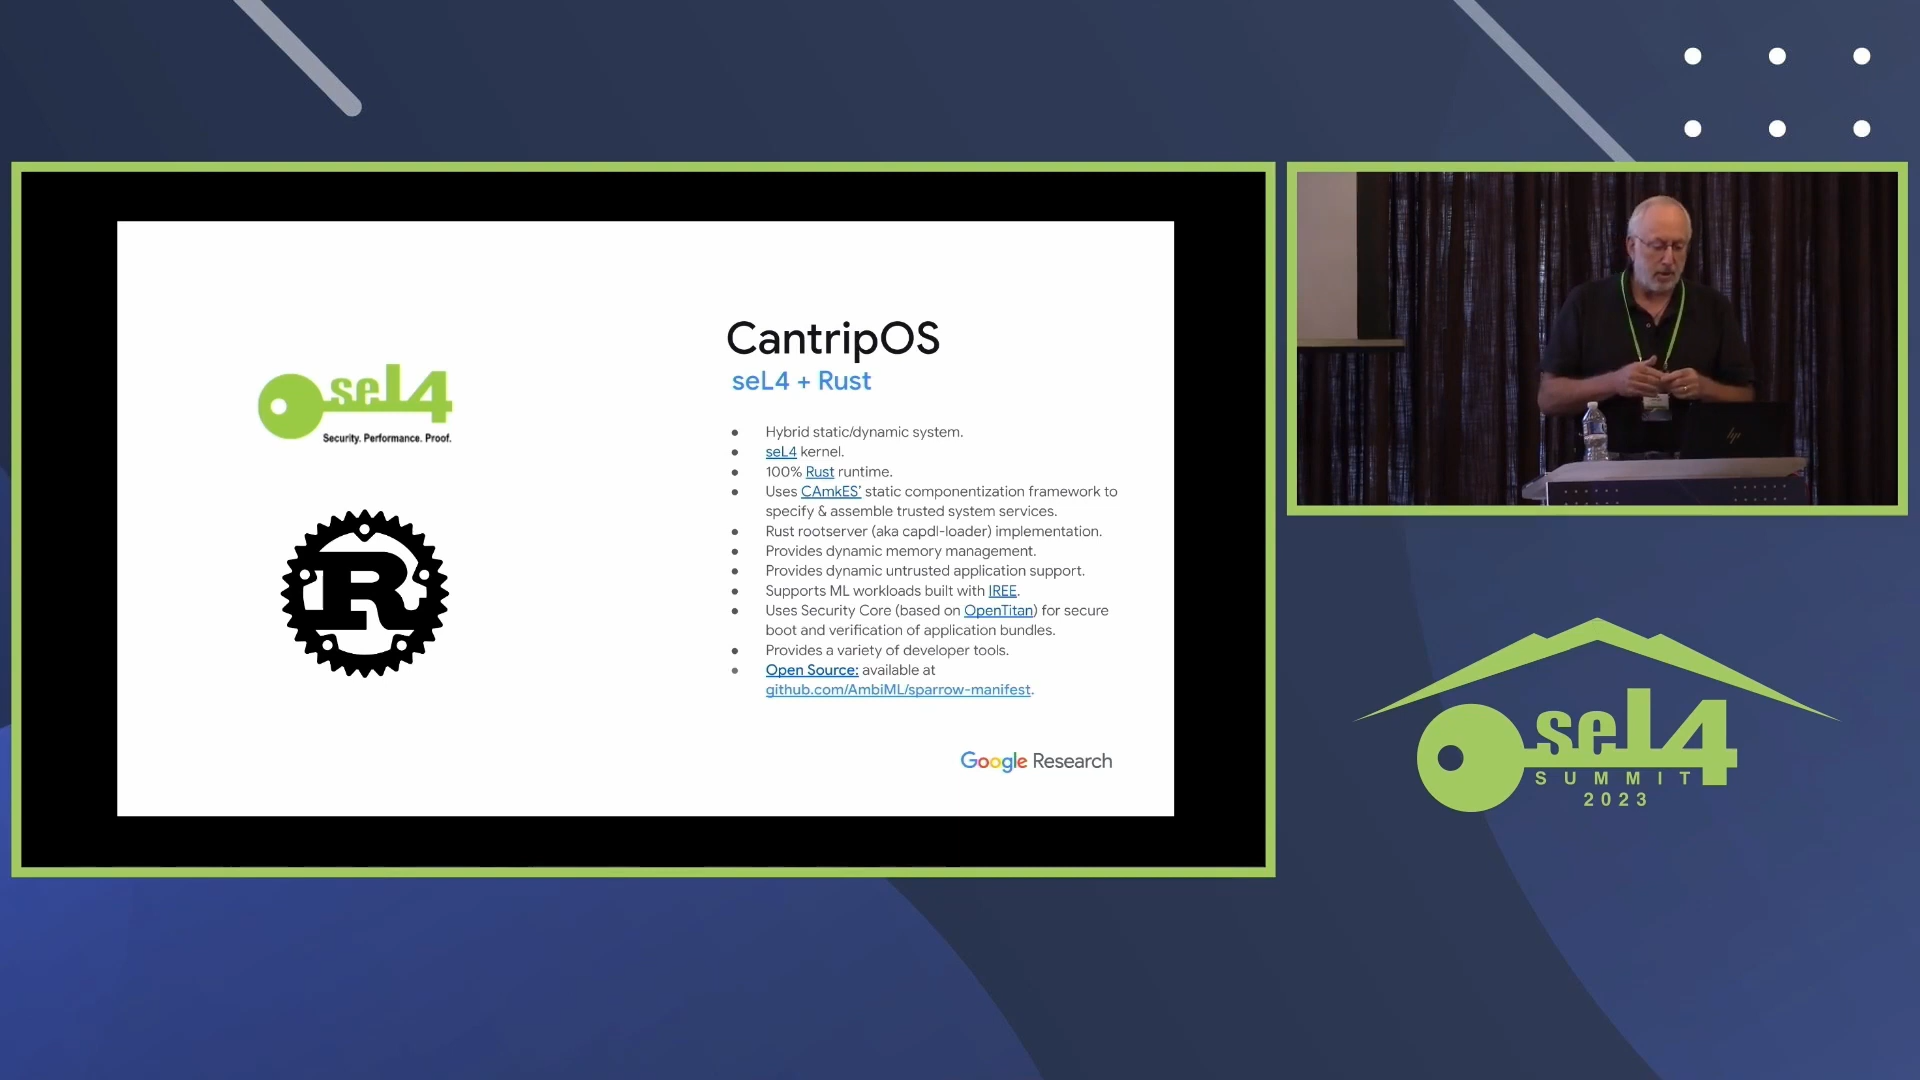 seL4
Security. Performance. Proof.
R
CantripOS
seL4 + Rust
● Hybrid static/dynamic system.
● seL4 kernel.
● 100% Rust runtime.
● Uses CAmkES’ static componentization framework to
specify & assemble trusted system services.
● Rust rootserver (aka capdl-loader) implementation.
● Provides dynamic memory management.
● Provides dynamic untrusted application support.
● Supports ML workloads built with IREE.
● Uses Security Core (based on OpenTitan) for secure
boot and verification of application bundles.
● Provides a variety of developer tools.
● Open Source: available at
github.com/AmbiML/sparrow-manifest.
Google Research
hp
seL4
SUMMIT
2023